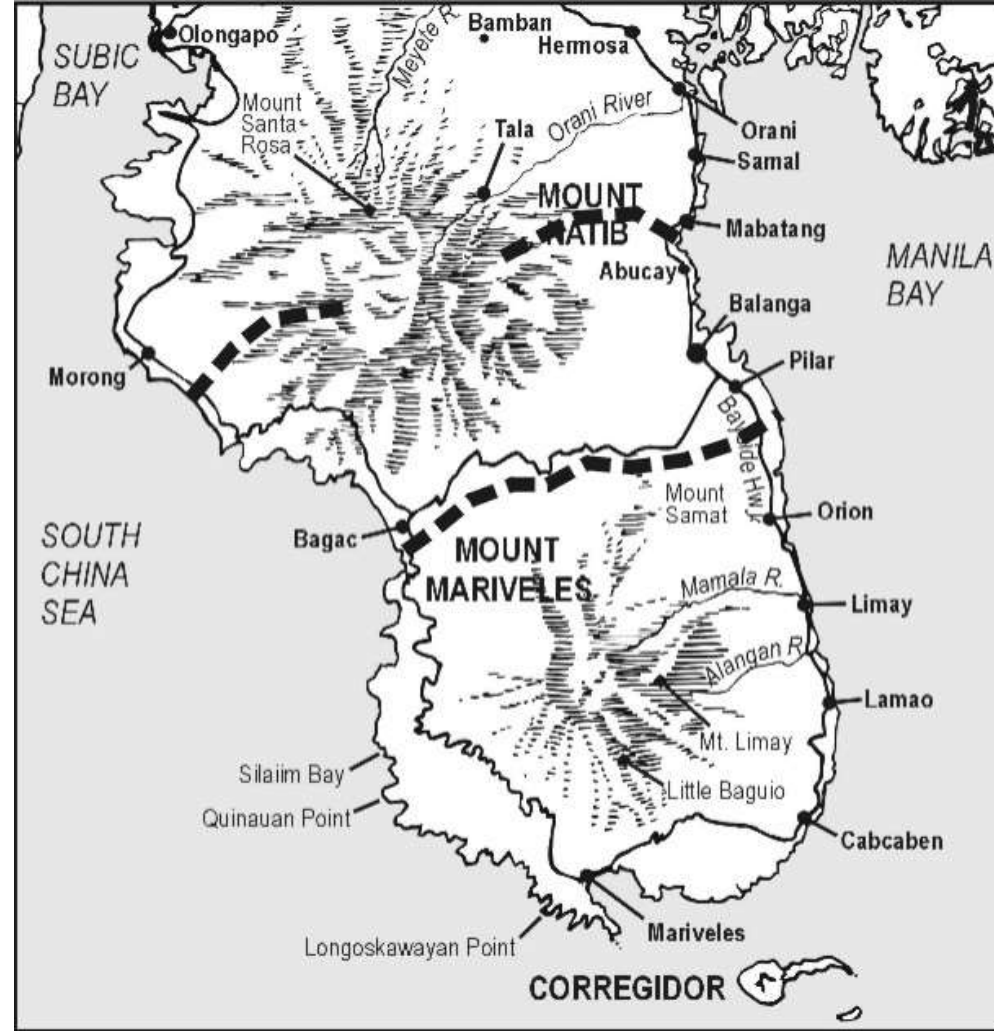 Olongapo
SUBIC
BAY
Meyete R.
Bamban
Hermosa
Mount
Santa
Rosa
Tala
Orani River
Orani
Samal
MOUNT
NATIB
Mabatang
Abucay
MANILA
BAY
Balanga
Morong
Pilar
Bayside Hwy.
Mount
Samat
Orion
Bagac
SOUTH
CHINA
SEA
MOUNT
MARIVELES
Mamala R.
Limay
Alangan R
Lamao
Mt. Limay
Silaiim Bay
Little Baguio
Quinauan Point
Cabcaben
Mariveles
Longoskawayan Point
CORREGIDOR